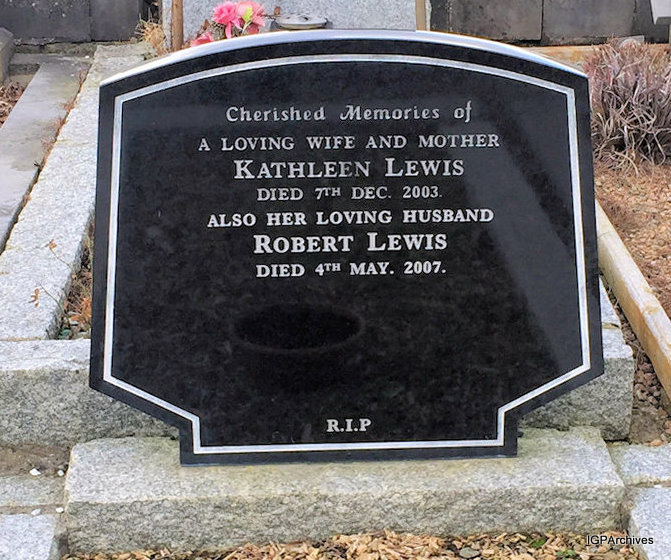 Cherished Memories of
A LOVING WIFE AND MOTHER
KATHLEEN LEWIS
DIED 7TH DEC. 2003.
ALSO HER LOVING HUSBAND
ROBERT LEWIS
DIED 4TH MAY. 2007.
R.I.P
IGPArchives